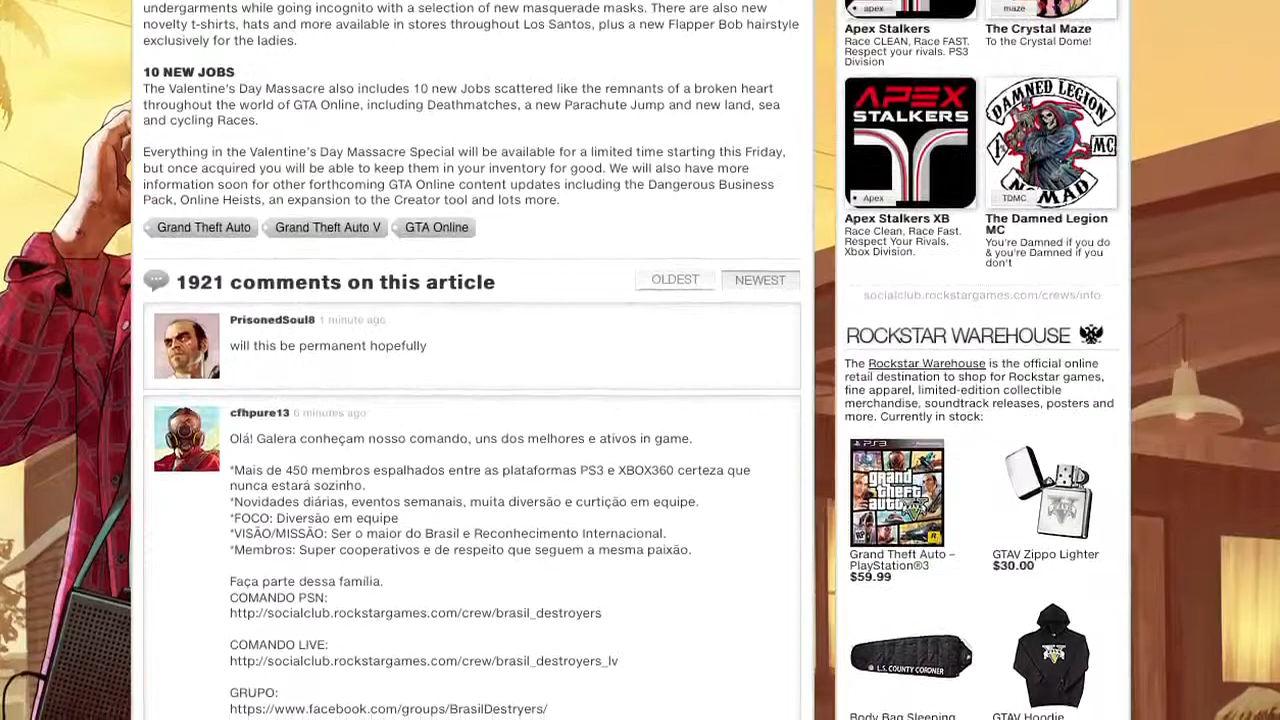 undergarments while going incognito with a selection of new masquerade masks. There are also new
novelty t-shirts, hats and more available in stores throughout Los Santos, plus a new Flapper Bob hairstyle
exclusively for the ladies.
10 NEW JOBS
The Valentine's Day Massacre also includes 10 new Jobs scattered like the remnants of a broken heart
throughout the world of GTA Online, including Deathmatches, a new Parachute Jump and new land, sea
and cycling Races.
Everything in the Valentine's Day Massacre Special will be available for a limited time starting this Friday,
but once acquired you will be able to keep them in your inventory for good. We will also have more
information soon for other forthcoming GTA Online content updates including the Dangerous Business
Pack, Online Heists, an expansion to the Creator tool and lots more.
Grand Theft Auto
Grand Theft Auto V
GTA Online
1921 comments on this article
OLDEST
NEWEST
PrisonedSoul8 1 minute ago
will this be permanent hopefully
cfhpure13 6 minutes ago
Olá! Galera conheçam nosso comando, uns dos melhores e ativos in game.
*Mais de 450 membros espalhados entre as plataformas PS3 e XBOX360 certeza que
nunca estará sozinho.
*Novidades diárias, eventos semanais, muita diversão e curtição em equipe.
*FOCO: Diversão em equipe
*VISÃO/MISSÃO: Ser o maior do Brasil e Reconhecimento Internacional.
*Membros: Super cooperativos e de respeito que seguem a mesma paixão.
Faça parte dessa família.
COMANDO PSN:
http://socialclub.rockstargames.com/crew/brasil_destroyers
COMANDO LIVE:
http://socialclub.rockstargames.com/crew/brasil_destroyers_lv
GRUPO:
https://www.facebook.com/groups/BrasilDestryers/
apex
maze
Apex Stalkers
Race CLEAN, Race FAST.
Respect your rivals. PS3
Division
The Crystal Maze
To the Crystal Dome!
APEX
STALKERS
Apex
DAMNED LEGION
MC
NOMAD
TDMC
Apex Stalkers XB
Race Clean, Race Fast.
Respect Your Rivals.
Xbox Division.
The Damned Legion
MC
You're Damned if you do
& you're Damned if you
don't
socialclub.rockstargames.com/crews/info
ROCKSTAR WAREHOUSE
The Rockstar Warehouse is the official online
retail destination to shop for Rockstar games,
fine apparel, limited-edition collectible
merchandise, soundtrack releases, posters and
more. Currently in stock:
PS3
grand
theft
auto
V
Grand Theft Auto –
PlayStation®3
$59.99
GTAV Zippo Lighter
$30.00
L.S. COUNTY CORONER
Body Bag Sleeping
GTAV Hoodie